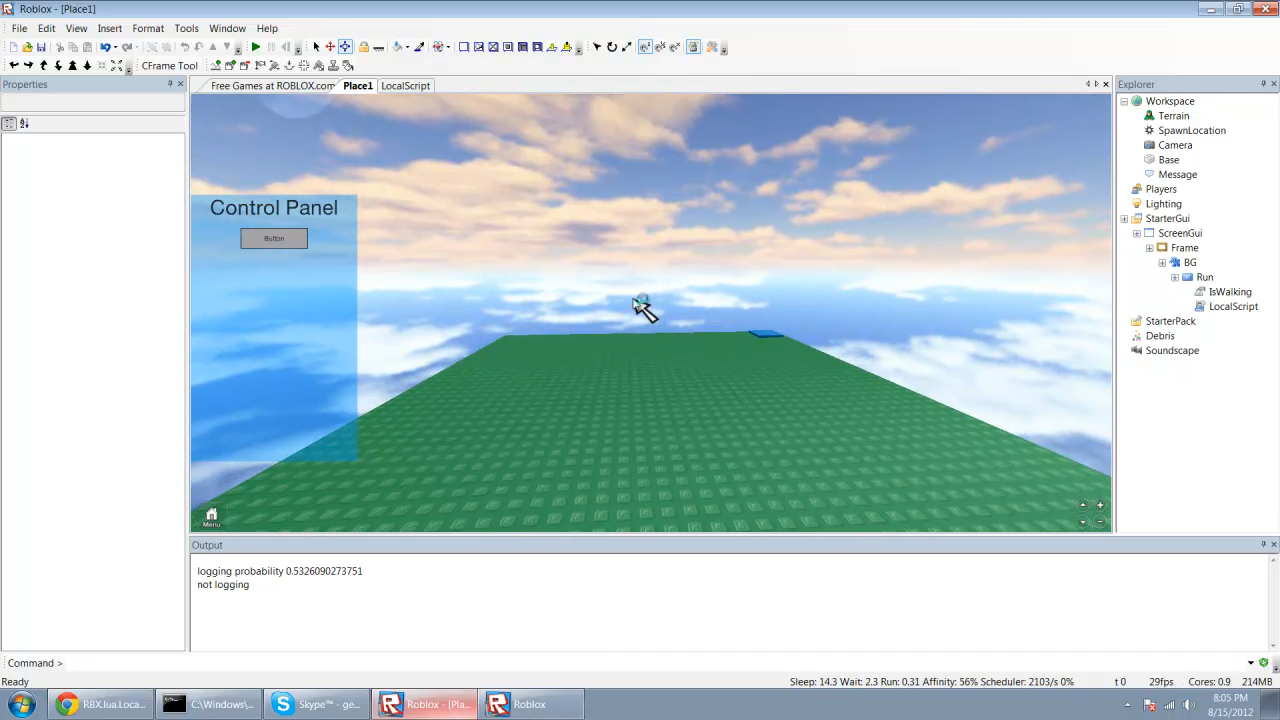 Roblox - [Place1]
File Edit View Insert Format Tools Window Help
CFrame Tool
Properties
Free Games at ROBLOX.com Place1 LocalScript
Explorer
Workspace
Terrain
SpawnLocation
Camera
Base
Message
Players
Lighting
StarterGui
ScreenGui
Frame
BG
Run
IsWalking
LocalScript
StarterPack
Debris
Soundscape
Control Panel
Button
Menu
Output
logging probability 0.5326090273751
not logging
Command >
Ready
Sleep: 14.3 Wait: 2.3 Run: 0.31 Affinity: 56% Scheduler: 2103/s 0% t 0 29fps Cores: 0.9 214MB
RBX.lua.Loca... C:\Windows\... Skype™ - ge... Roblox - [Pla... Roblox
8:05 PM
8/15/2012